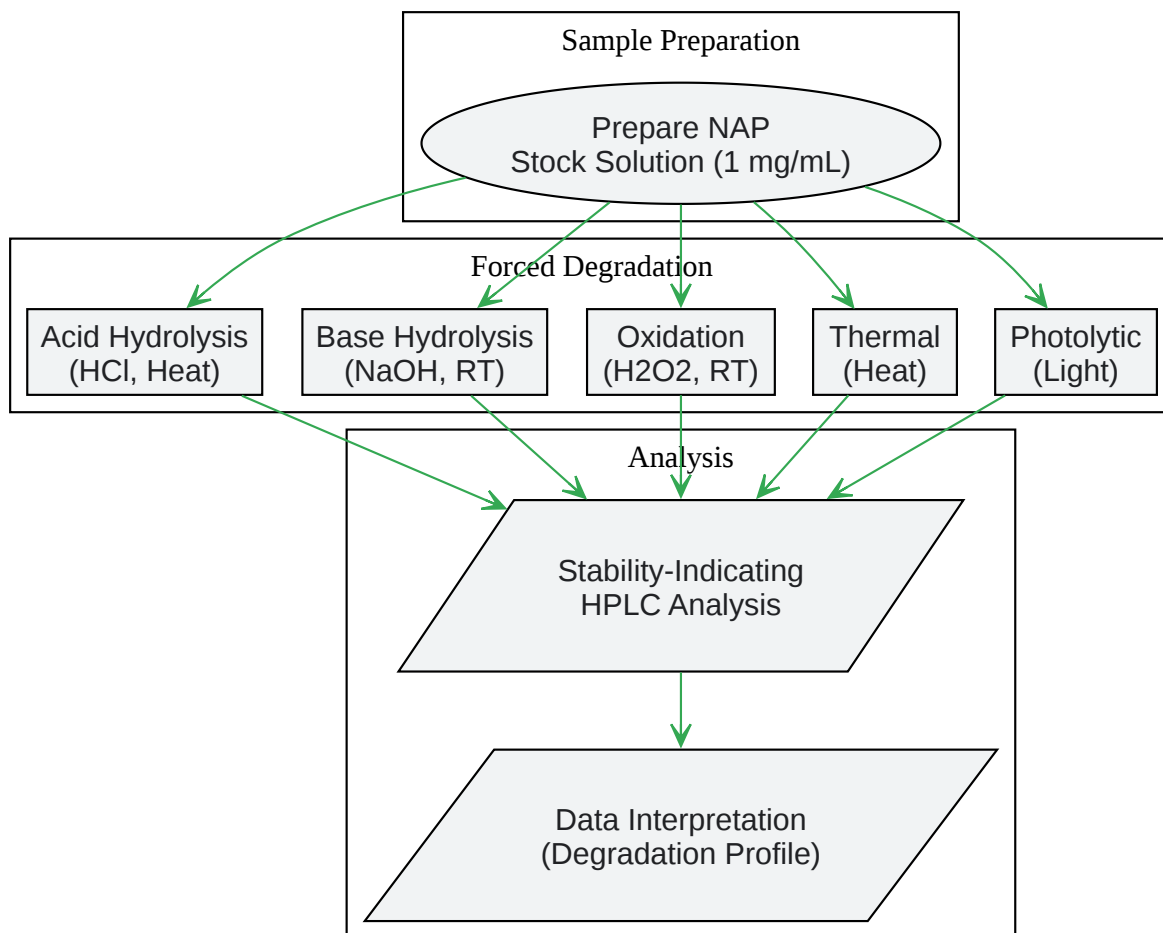 Sample Preparation
Prepare NAP
Stock Solution (1 mg/mL)
Forced Degradation
Acid Hydrolysis
(HCl, Heat)
Base Hydrolysis
(NaOH, RT)
Oxidation
(H2O2, RT)
Thermal
(Heat)
Photolytic
(Light)
Analysis
Stability-Indicating
HPLC Analysis
Data Interpretation
(Degradation Profile)